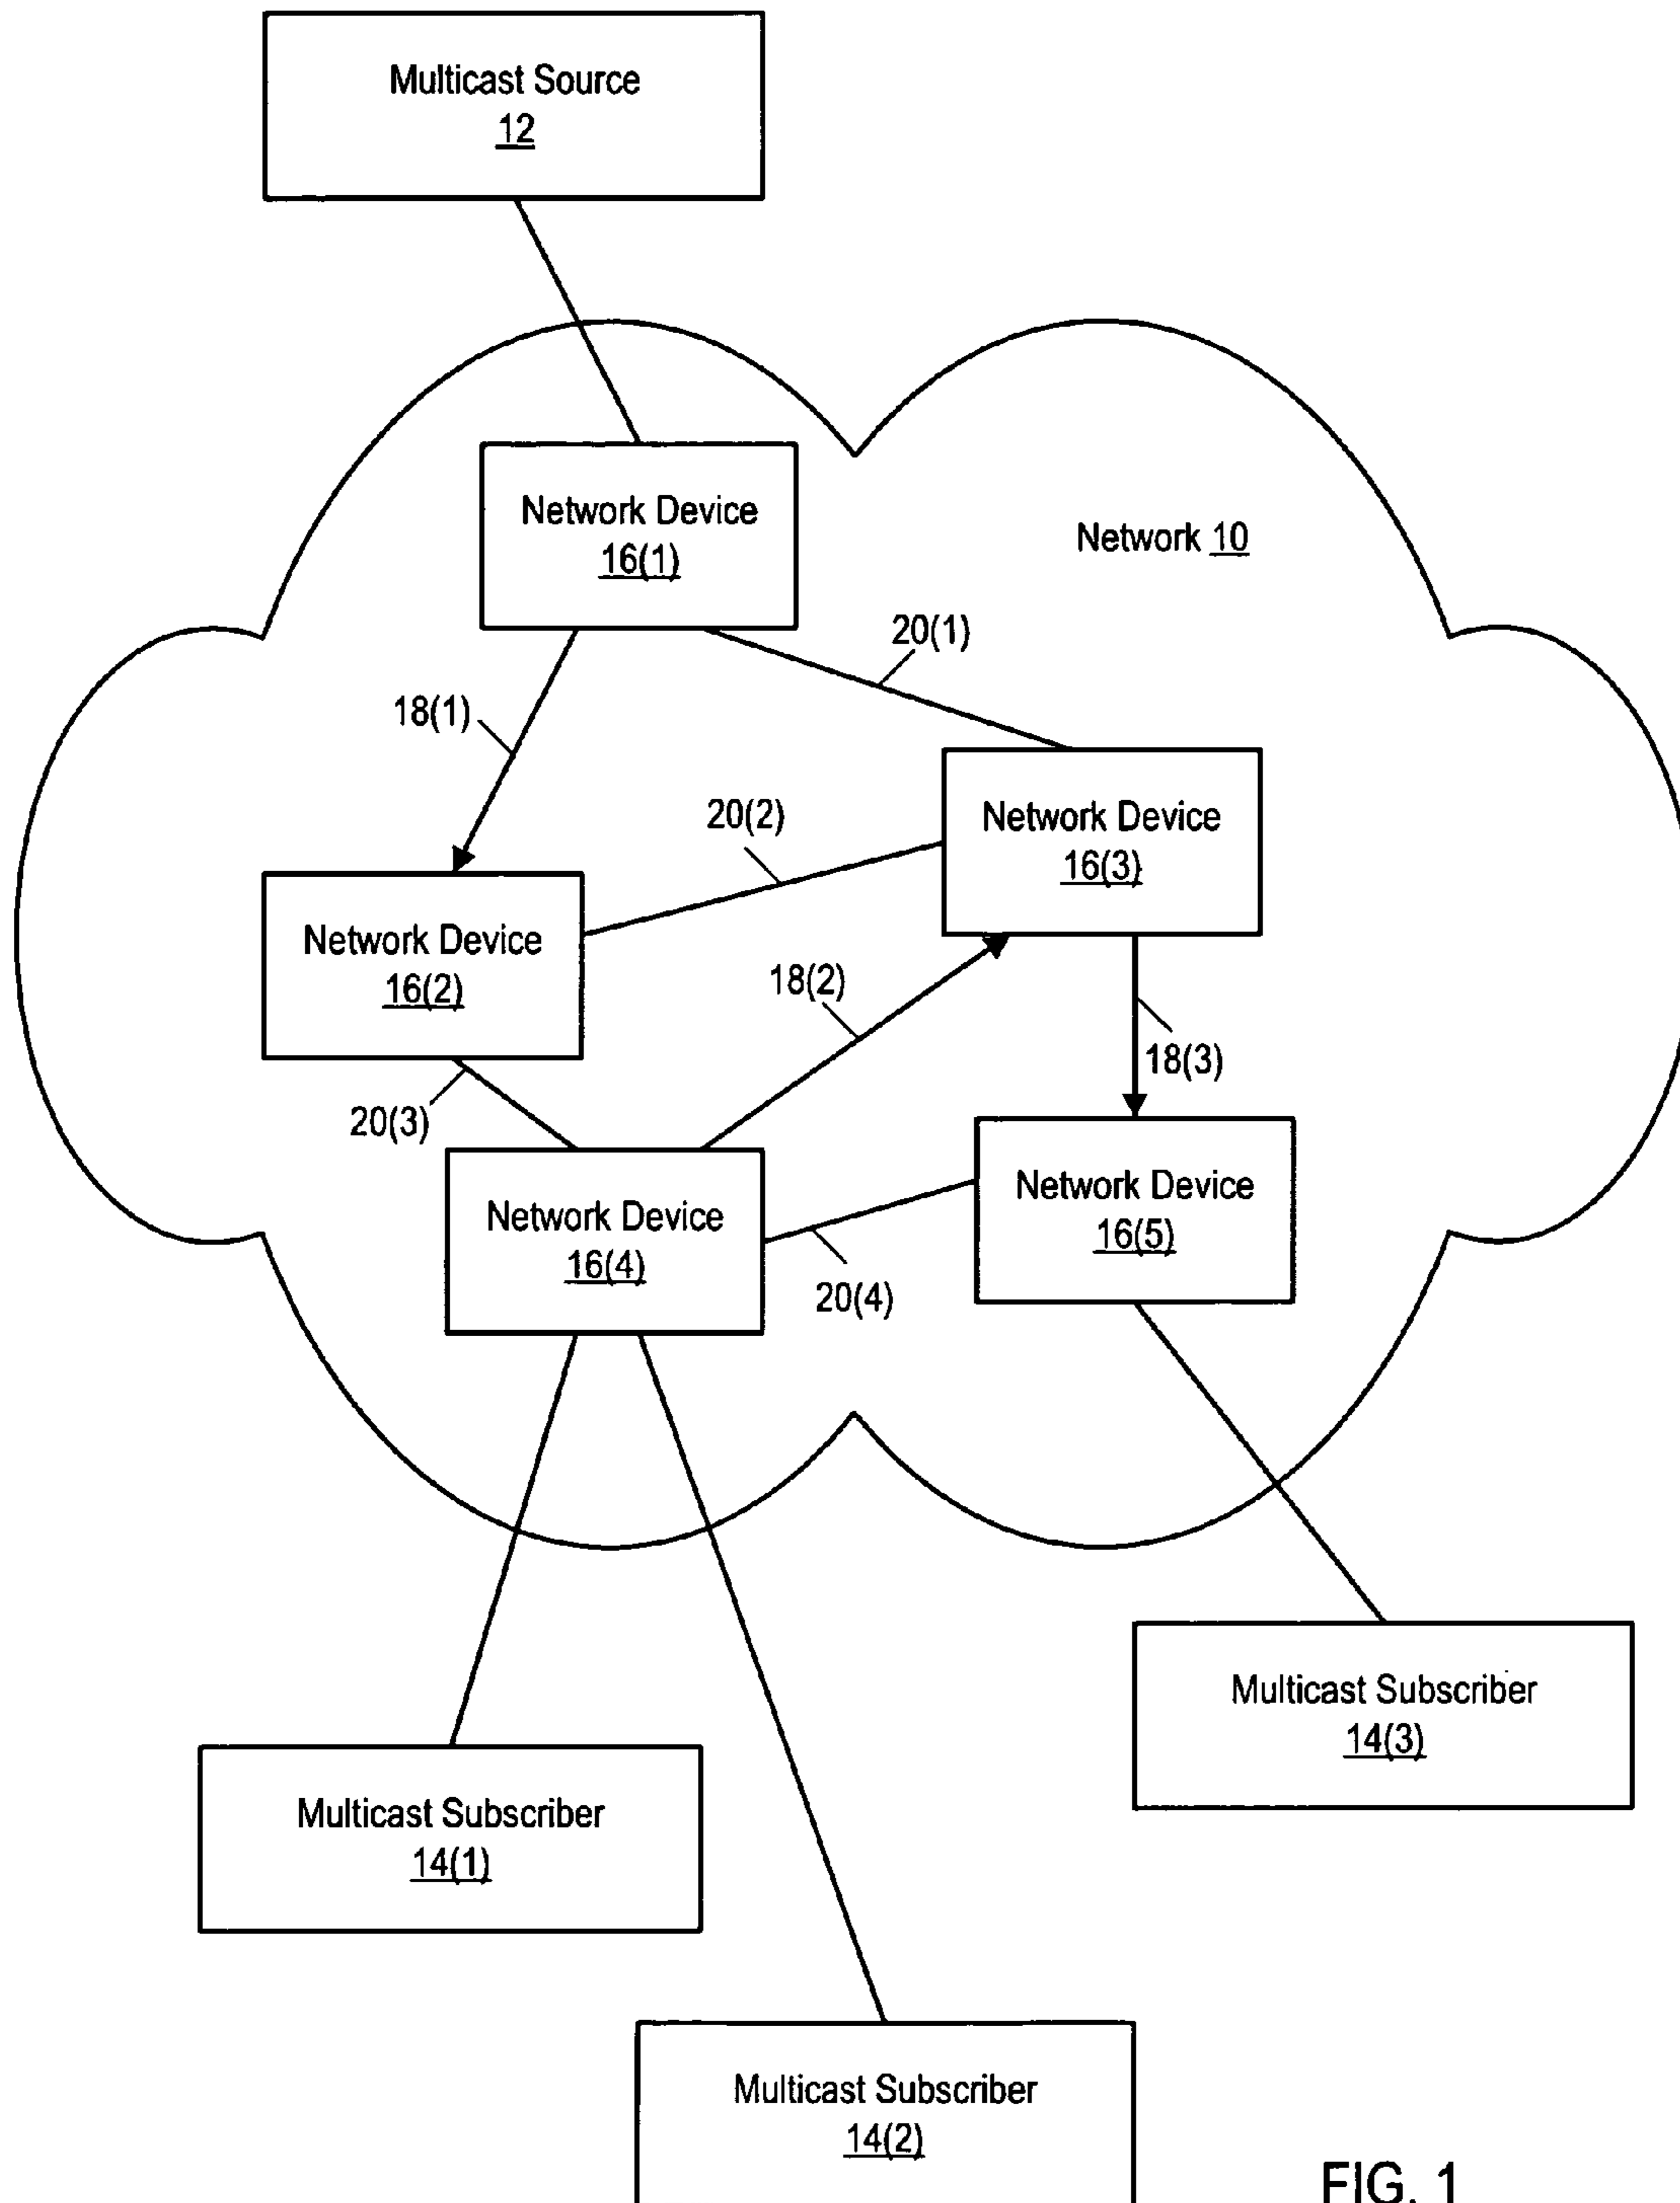 Multicast Source
12
Network Device
16(1)
Network 10
20(1)
18(1)
20(2)
Network Device
16(3)
Network Device
16(2)
18(2)
18(3)
20(3)
Network Device
16(4)
Network Device
16(5)
20(4)
Multicast Subscriber
14(3)
Multicast Subscriber
14(1)
Multicast Subscriber
14(2)
FIG. 1